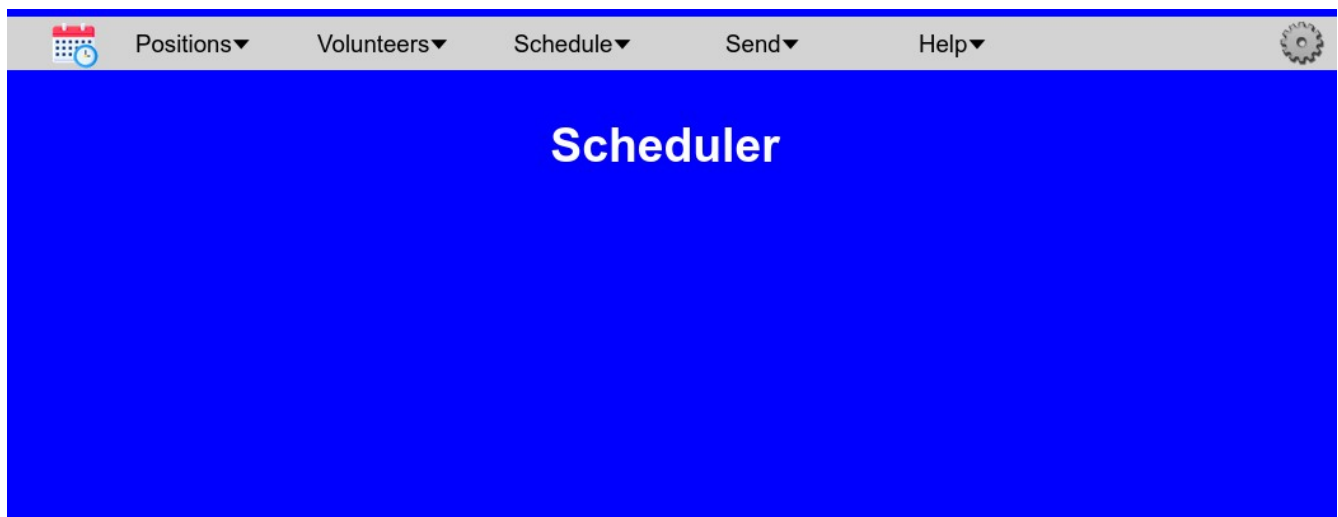 Positions▼ Volunteers▼ Schedule▼ Send▼ Help▼
Scheduler